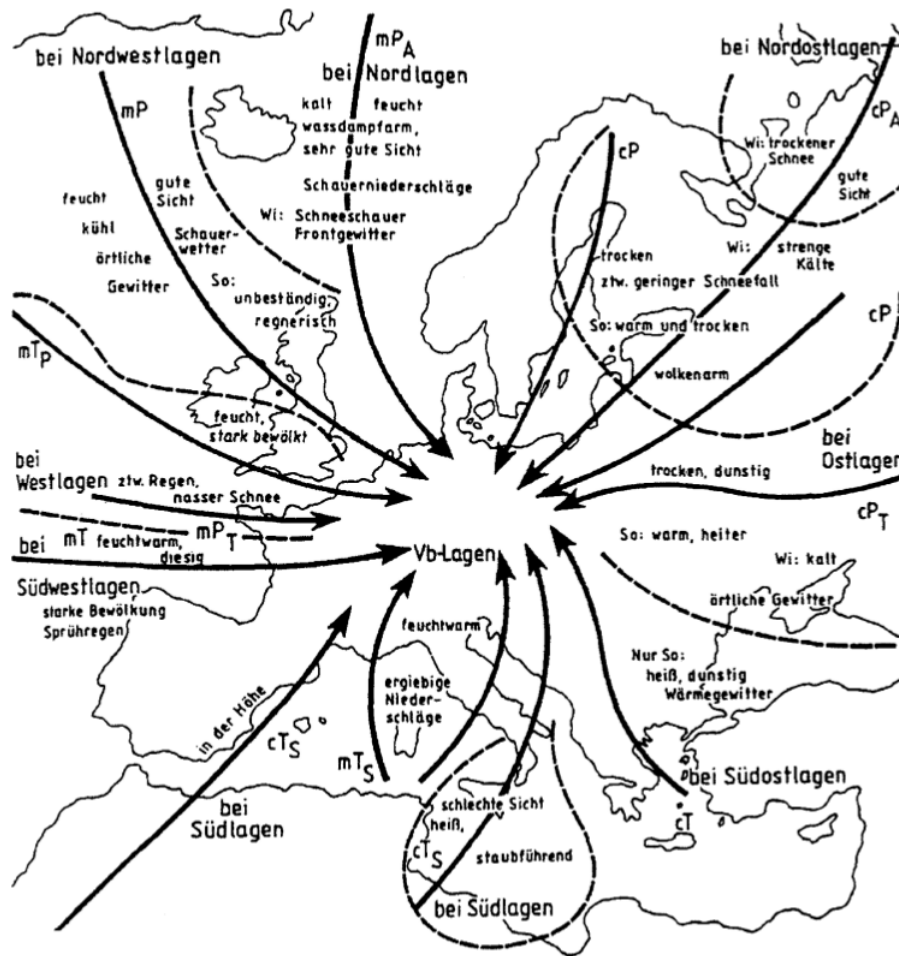 bei Nordwestlagen
mP
feucht
kühl
örtliche
Gewitter
gute
Sicht
Schauer-
wetter
So:
unbeständig,
regnerisch
mP_A
bei Nordlagen
kalt feucht
wassdampfarm,
sehr gute Sicht
Schauerniederschläge
Wi: Schneeschauer
Frontgewitter
bei Nordostlagen
cP_A
Wi: trockener
Schnee
gute
Sicht
Wi: strenge
Kälte
cP
trocken
ztw. geringer Schneefall
So: warm und trocken
wolkenarm
cP
mT_P
feucht,
stark bewölkt
bei
Westlagen ztw. Regen,
nasser Schnee
mP_T
bei
Ostlagen
trocken, dunstig
cP_T
So: warm, heiter
Wi: kalt
örtliche Gewitter
bei mT feuchtwarm,
diesig
Südwestlagen
starke Bewölkung
Sprühregen
Vb-Lagen
feuchtwarm
ergiebige
Nieder-
schläge
mT_S
in der Höhe
cT_S
bei
Südlagen
Nur So:
heiß, dunstig
Wärmegewitter
bei Südostlagen
cT
schlechte Sicht
heiß,
cT_S
staubführend
bei Südlagen